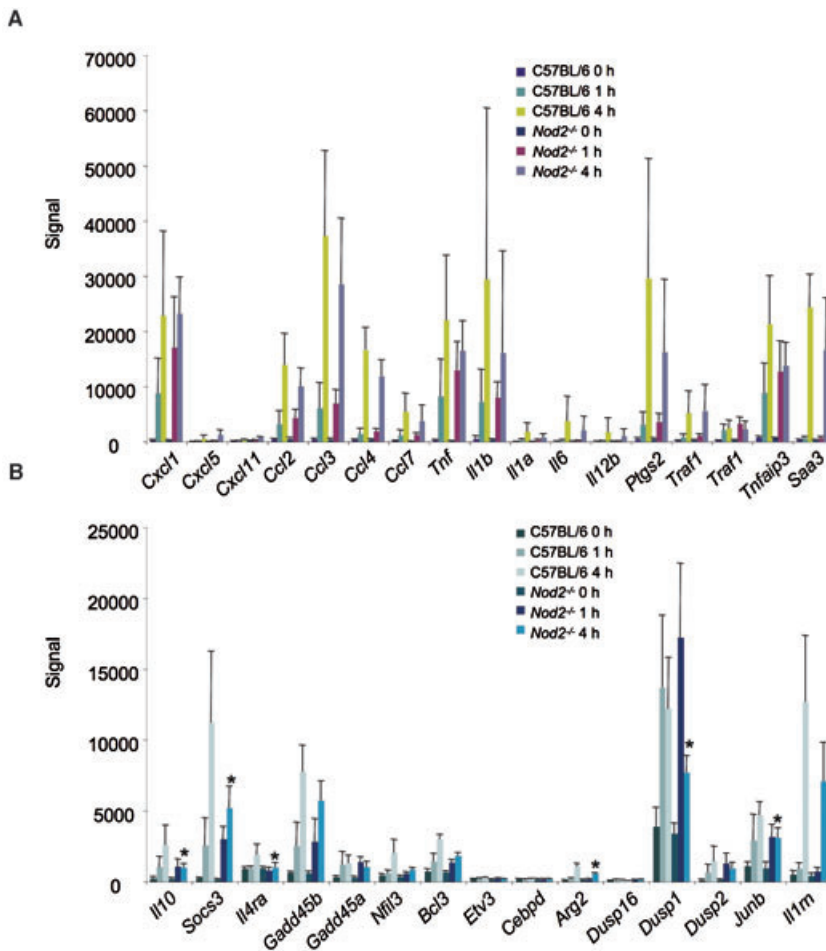 A
70000
60000
50000
40000
30000
20000
10000
0
Signal
C57BL/6 0 h
C57BL/6 1 h
C57BL/6 4 h
Nod2-/- 0 h
Nod2-/- 1 h
Nod2-/- 4 h
Cxcl1
Cxcl5
Cxcl11
Ccl2
Ccl3
Ccl4
Ccl7
Tnf
Il1b
Il1a
Il6
Il12b
Ptgs2
Traf1
Traf1
Tnfaip3
Saa3
B
25000
20000
15000
10000
5000
0
Signal
C57BL/6 0 h
C57BL/6 1 h
C57BL/6 4 h
Nod2-/- 0 h
Nod2-/- 1 h
Nod2-/- 4 h
* * * * * *
Il10
Socs3
Il4ra
Gadd45b
Gadd45a
Nfil3
Bcl3
Etv3
Cebpd
Arg2
Dusp16
Dusp1
Dusp2
Junb
Il1rn